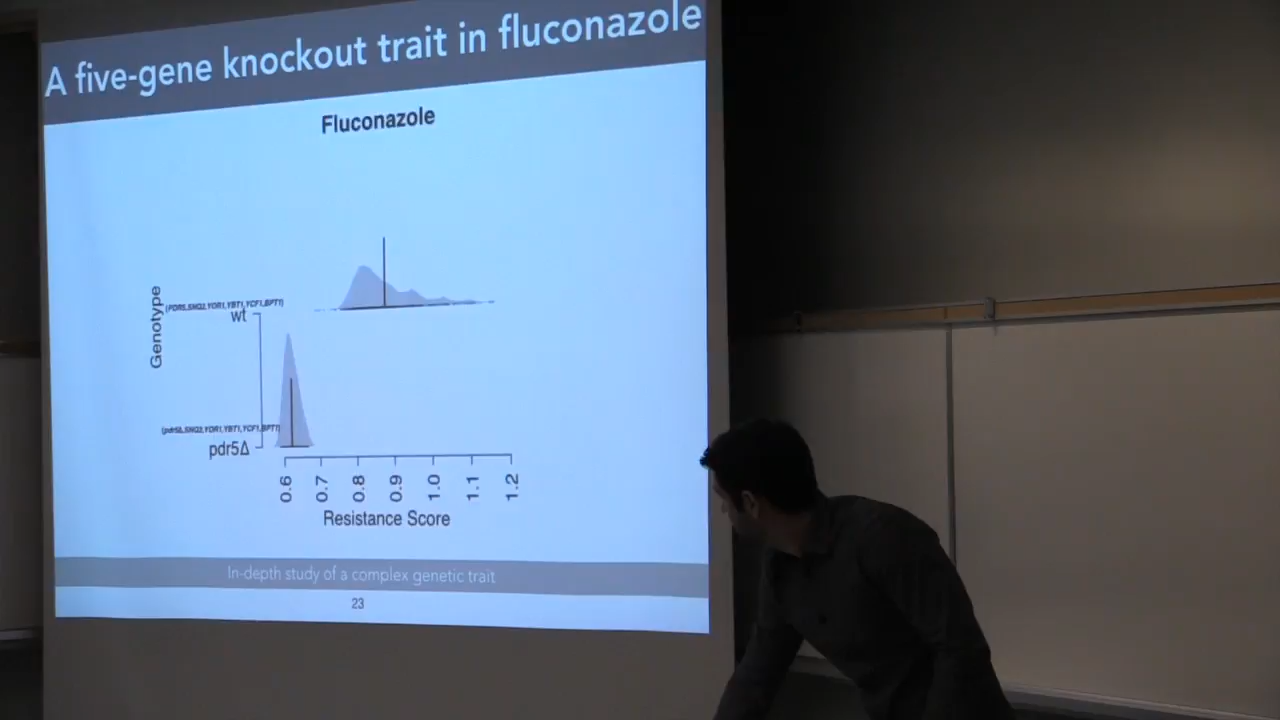 A five-gene knockout trait in fluconazole
Fluconazole
Genotype
(PDR5,SNQ2,YOR1,YBT1,YCF1,BPT1)
wt
(pdr5Δ,SNQ2,YOR1,YBT1,YCF1,BPT1)
pdr5Δ
0.6 0.7 0.8 0.9 1.0 1.1 1.2
Resistance Score
In-depth study of a complex genetic trait
23